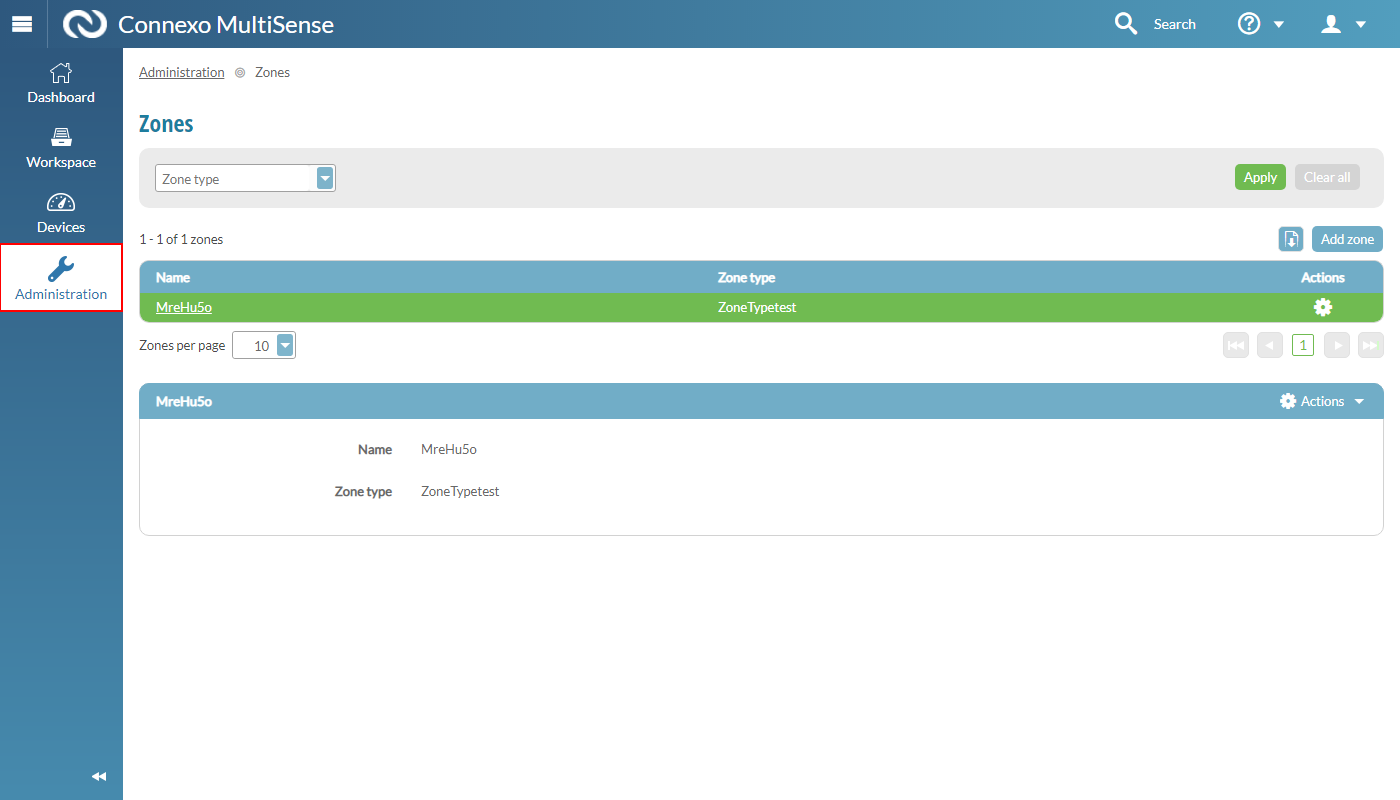 Connexo MultiSense
Search
Dashboard
Workspace
Devices
Administration
Administration Zones
Zones
Zone type
Apply Clear all
1 - 1 of 1 zones
Add zone
Name Zone type Actions
MreHu5o ZoneTypetest
Zones per page 10
1
MreHu5o Actions
Name MreHu5o
Zone type ZoneTypetest